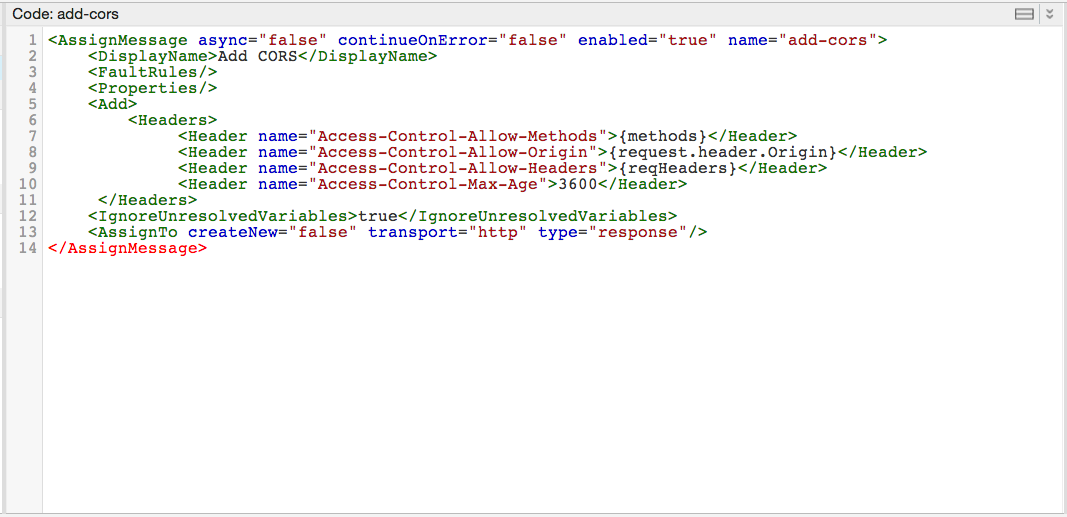 Code: add-cors
1 <AssignMessage async="false" continueOnError="false" enabled="true" name="add-cors">
2 <DisplayName>Add CORS</DisplayName>
3 <FaultRules/>
4 <Properties/>
5 <Add>
6 <Headers>
7 <Header name="Access-Control-Allow-Methods">{methods}</Header>
8 <Header name="Access-Control-Allow-Origin">{request.header.Origin}</Header>
9 <Header name="Access-Control-Allow-Headers">{reqHeaders}</Header>
10 <Header name="Access-Control-Max-Age">3600</Header>
11 </Headers>
12 <IgnoreUnresolvedVariables>true</IgnoreUnresolvedVariables>
13 <AssignTo createNew="false" transport="http" type="response"/>
14 </AssignMessage>